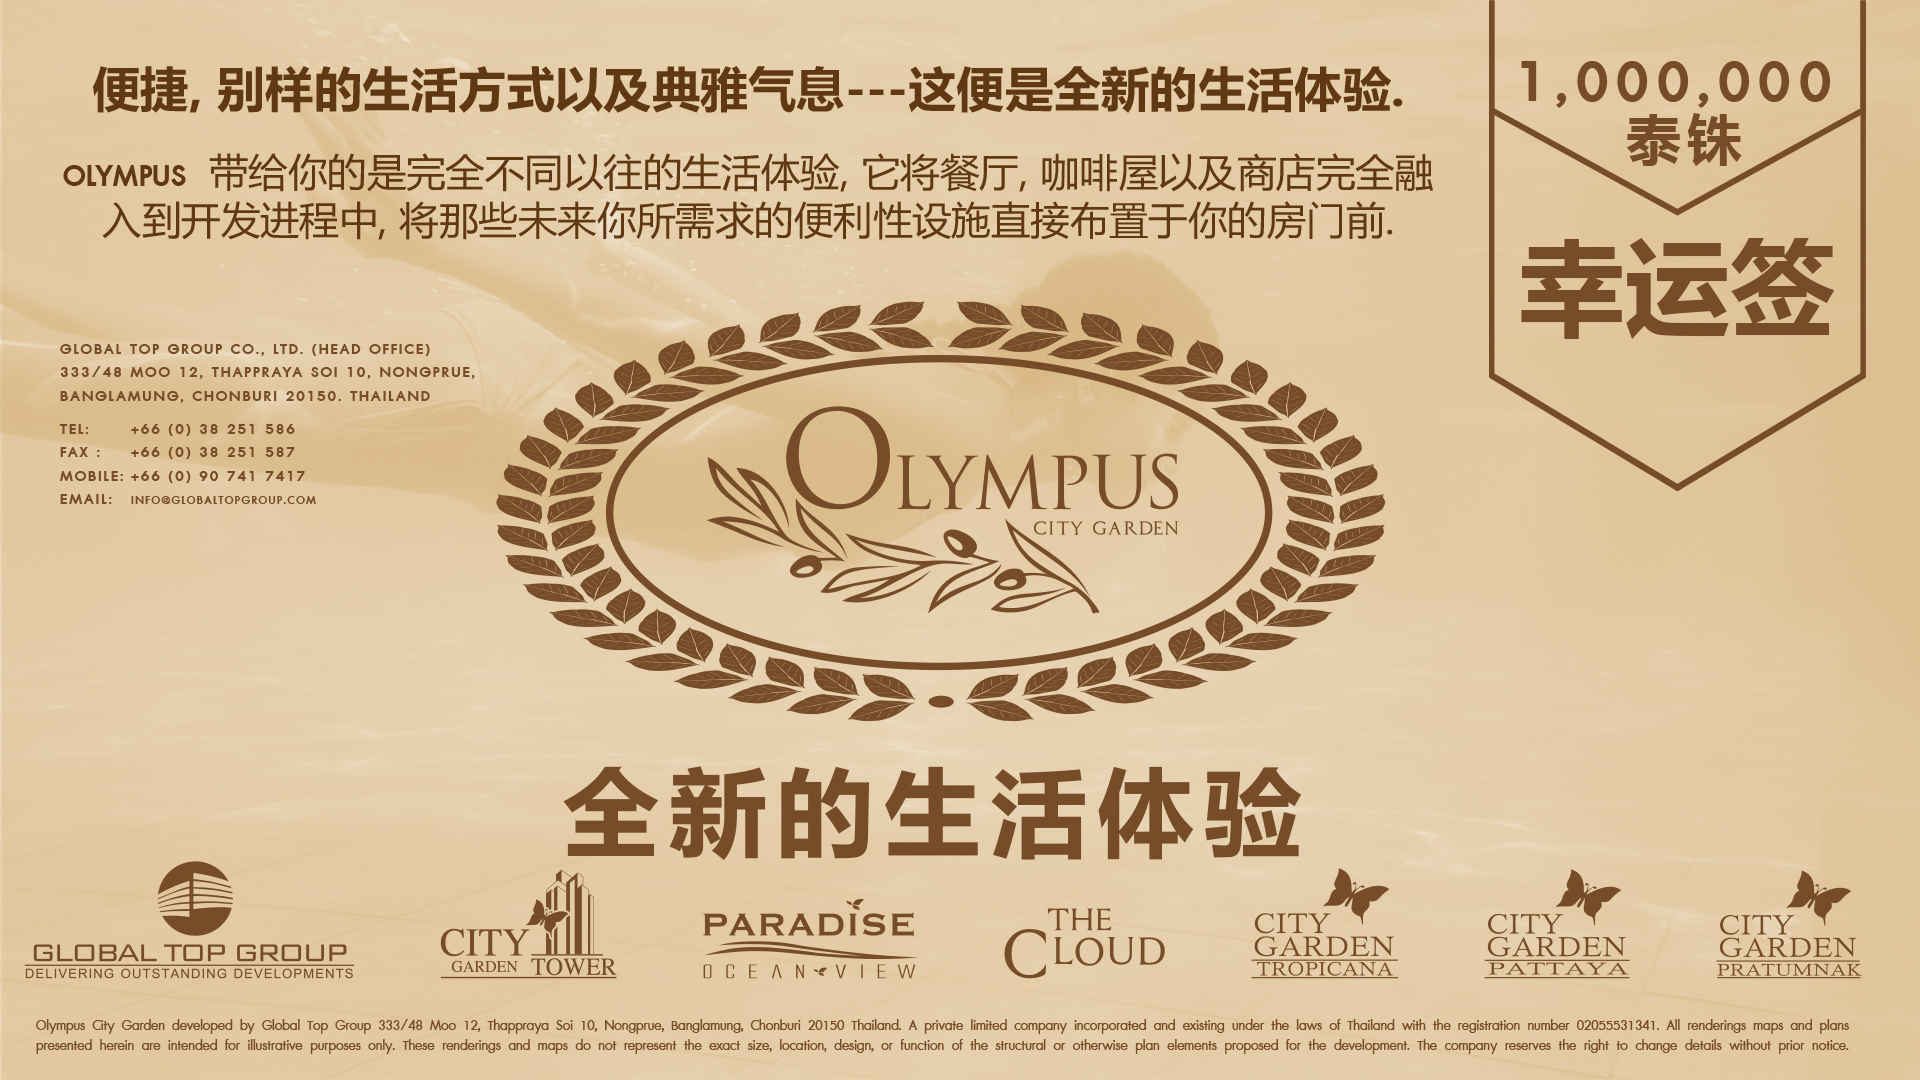 便捷, 别样的生活方式以及典雅气息---这便是全新的生活体验.
OLYMPUS 带给你的是完全不同以往的生活体验, 它将餐厅, 咖啡屋以及商店完全融
入到开发进程中, 将那些未来你所需求的便利性设施直接布置于你的房门前.
1,000,000
泰铢
幸运签
GLOBAL TOP GROUP CO., LTD. (HEAD OFFICE)
333/48 MOO 12, THAPPRAYA SOI 10, NONGPRUE,
BANGLAMUNG, CHONBURI 20150. THAILAND
TEL: +66 (0) 38 251 586
FAX : +66 (0) 38 251 587
MOBILE: +66 (0) 90 741 7417
EMAIL: INFO@GLOBALTOPGROUP.COM
OLYMPUS
CITY GARDEN
全新的生活体验
GLOBAL TOP GROUP
DELIVERING OUTSTANDING DEVELOPMENTS
CITY
GARDEN TOWER
PARADISE
OCEAN VIEW
THE
CLOUD
CITY
GARDEN
TROPICANA
CITY
GARDEN
PATTAYA
CITY
GARDEN
PRATUMNAK
Olympus City Garden developed by Global Top Group 333/48 Moo 12, Thappraya Soi 10, Nongprue, Banglamung, Chonburi 20150 Thailand. A private limited company incorporated and existing under the laws of Thailand with the registration number 02055531341. All renderings maps and plans
presented herein are intended for illustrative purposes only. These renderings and maps do not represent the exact size, location, design, or function of the structural or otherwise plan elements proposed for the development. The company reserves the right to change details without prior notice.